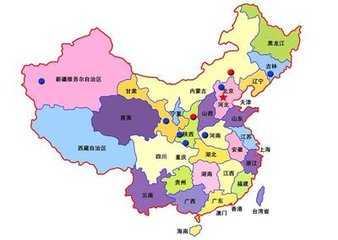 黑龙江
吉林
辽宁
内蒙古
新疆维吾尔自治区
甘肃
北京
天津
河北
宁夏
山西
山东
青海
陕西
河南
江苏
西藏自治区
安徽
上海
四川
重庆
湖北
浙江
湖南
江西
贵州
福建
云南
广西
广东
台湾省
香港
澳门
海南